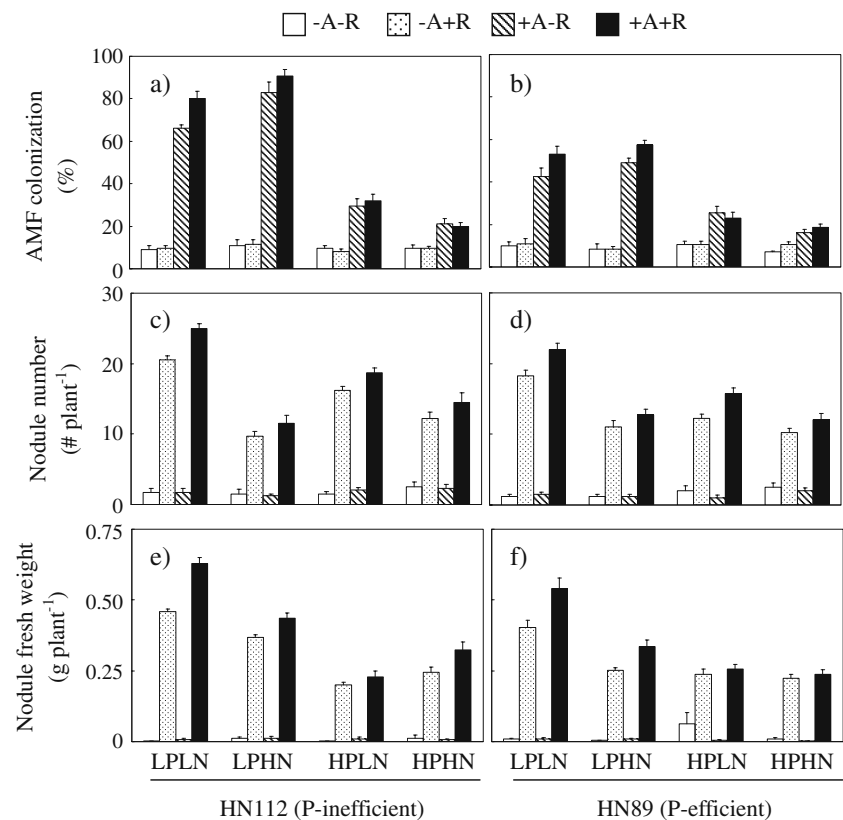 -A-R -A+R +A-R +A+R
AMF colonization
(%)
100
80
60
40
20
0
a)
b)
Nodule number
(# plant⁻¹)
30
20
10
0
c)
d)
Nodule fresh weight
(g plant⁻¹)
0.75
0.50
0.25
0
e)
f)
LPLN LPHN HPLN HPHN LPLN LPHN HPLN HPHN
HN112 (P-inefficient) HN89 (P-efficient)